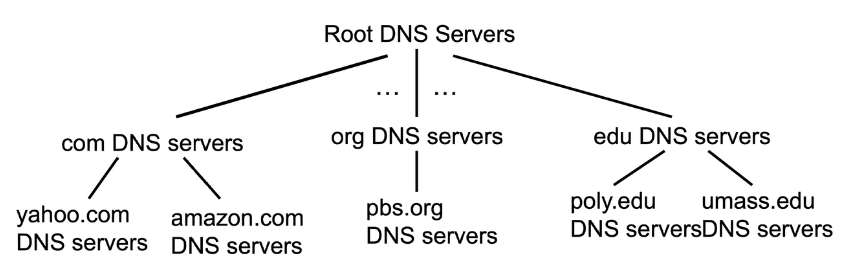 Root DNS Servers
... ...
com DNS servers
org DNS servers
edu DNS servers
yahoo.com
DNS servers
amazon.com
DNS servers
pbs.org
DNS servers
poly.edu
DNS servers
umass.edu
DNS servers